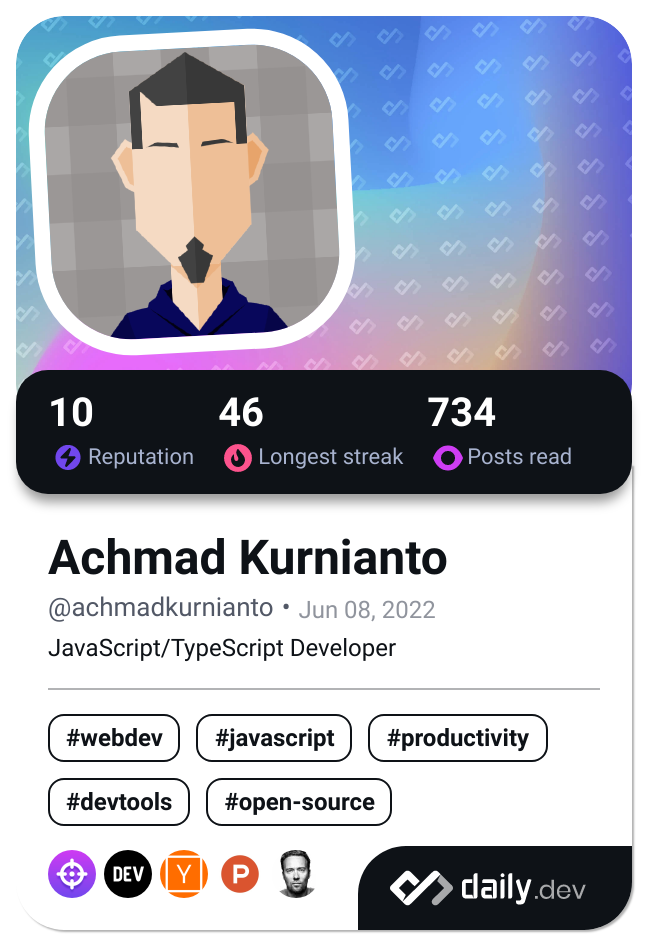 10 46 734
Reputation Longest streak Posts read
Achmad Kurnianto
@achmadkurnianto • Jun 08, 2022
JavaScript/TypeScript Developer
#webdev #javascript #productivity
#devtools #open-source
DEV Y P
daily.dev